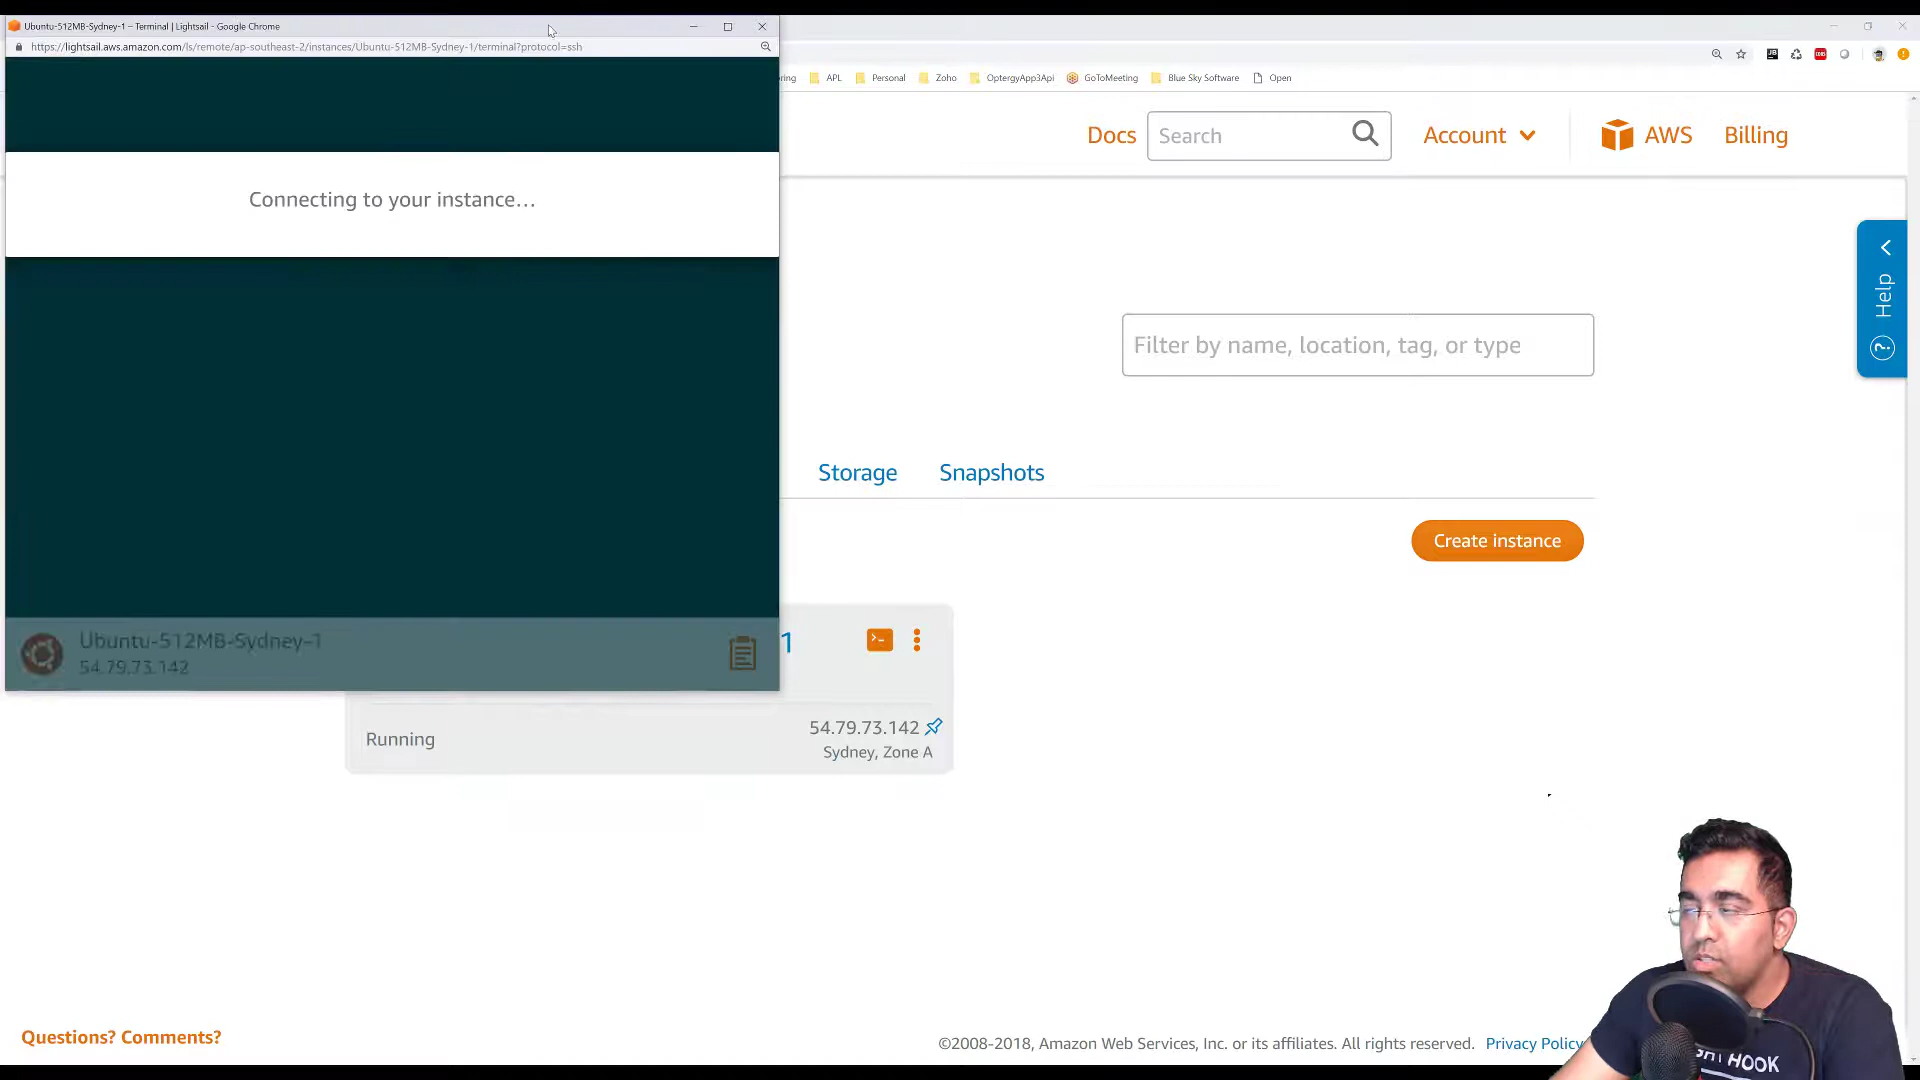 Ubuntu-512MB-Sydney-1 – Terminal | Lightsail - Google Chrome
https://lightsail.aws.amazon.com/ls/remote/ap-southeast-2/instances/Ubuntu-512MB-Sydney-1/terminal?protocol=ssh
APL Personal Zoho OptergyApp3Api GoToMeeting Blue Sky Software Open
Docs Search Account AWS Billing
Connecting to your instance…
Help
Filter by name, location, tag, or type
Storage Snapshots
Create instance
Ubuntu-512MB-Sydney-1
54.79.73.142
1
Running
54.79.73.142
Sydney, Zone A
Questions? Comments?
©2008-2018, Amazon Web Services, Inc. or its affiliates. All rights reserved. Privacy Policy
HOOK